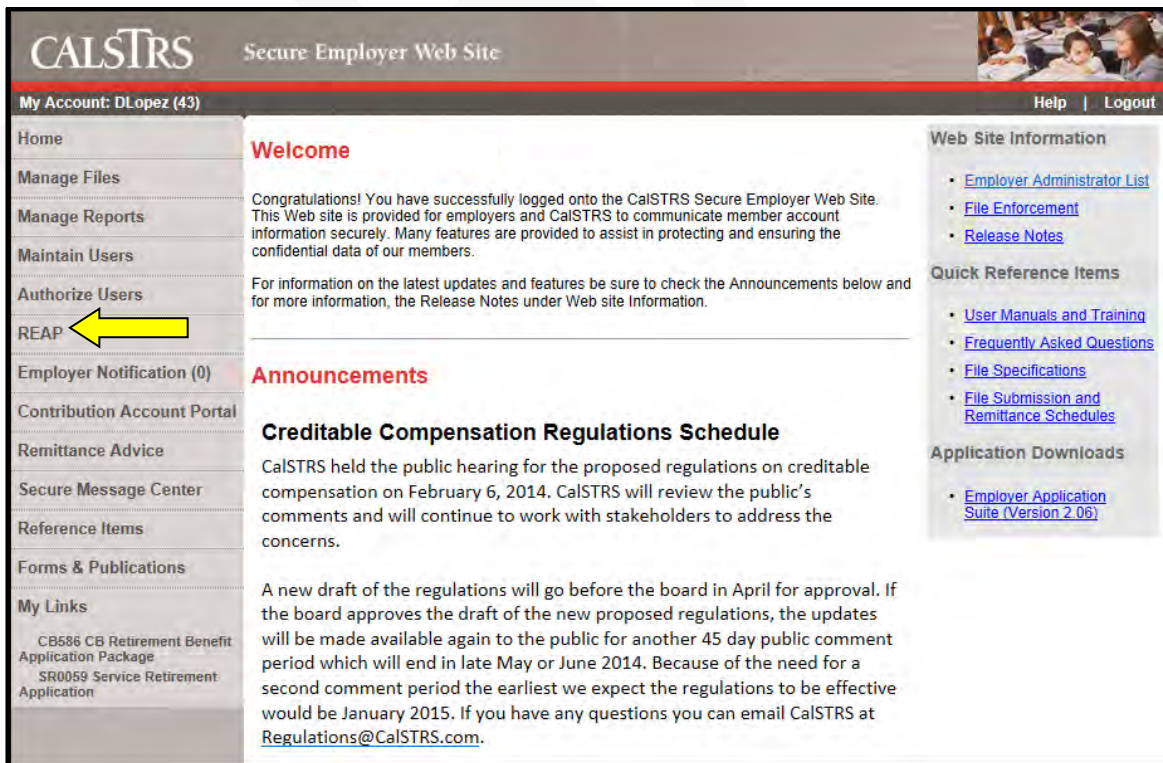 CALSTRS Secure Employer Web Site
My Account: DLopez (43)
Help | Logout
Home
Manage Files
Manage Reports
Maintain Users
Authorize Users
REAP
Employer Notification (0)
Contribution Account Portal
Remittance Advice
Secure Message Center
Reference Items
Forms & Publications
My Links
CB586 CB Retirement Benefit
Application Package
SR0059 Service Retirement
Application
Welcome
Congratulations! You have successfully logged onto the CalSTRS Secure Employer Web Site.
This Web site is provided for employers and CalSTRS to communicate member account
information securely. Many features are provided to assist in protecting and ensuring the
confidential data of our members.
For information on the latest updates and features be sure to check the Announcements below and
for more information, the Release Notes under Web site Information.
Announcements
Creditable Compensation Regulations Schedule
CalSTRS held the public hearing for the proposed regulations on creditable
compensation on February 6, 2014. CalSTRS will review the public's
comments and will continue to work with stakeholders to address the
concerns.
A new draft of the regulations will go before the board in April for approval. If
the board approves the draft of the new proposed regulations, the updates
will be made available again to the public for another 45 day public comment
period which will end in late May or June 2014. Because of the need for a
second comment period the earliest we expect the regulations to be effective
would be January 2015. If you have any questions you can email CalSTRS at
Regulations@CalSTRS.com.
Web Site Information
• Employer Administrator List
• File Enforcement
• Release Notes
Quick Reference Items
• User Manuals and Training
• Frequently Asked Questions
• File Specifications
• File Submission and
Remittance Schedules
Application Downloads
• Employer Application
Suite (Version 2.06)